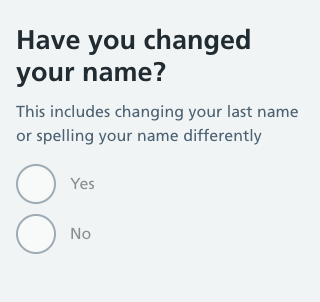 Have you changed
your name?
This includes changing your last name
or spelling your name differently
Yes
No